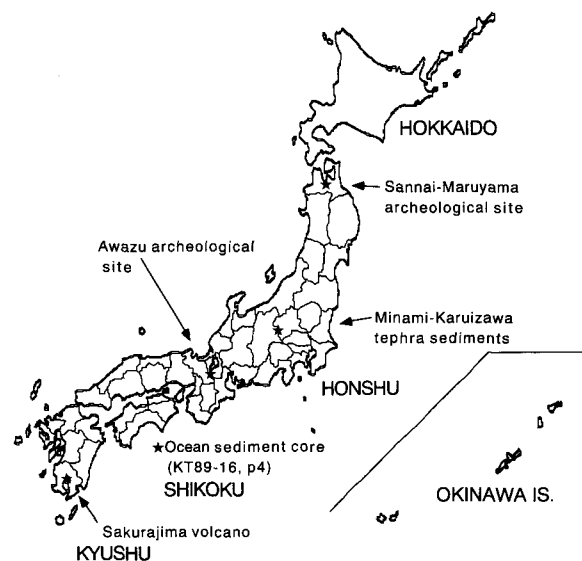 HOKKAIDO
Sannai-Maruyama
archeological site
Awazu archeological
site
Minami-Karuizawa
tephra sediments
HONSHU
★Ocean sediment core
(KT89-16, p4)
SHIKOKU
OKINAWA IS.
Sakurajima volcano
KYUSHU